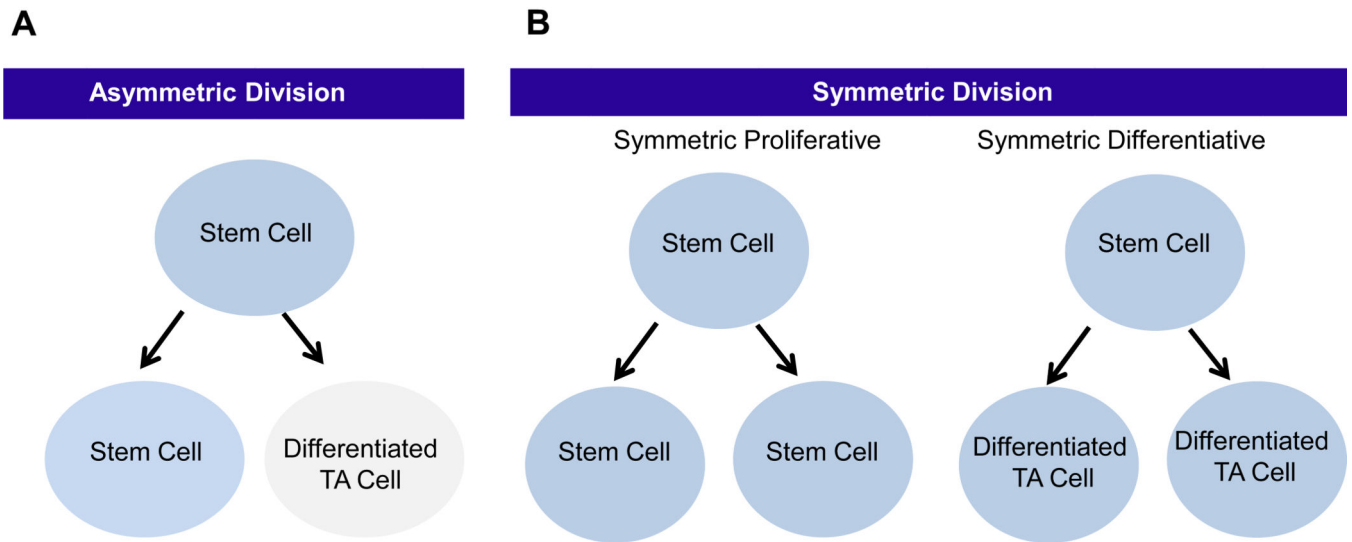 A
Asymmetric Division
Stem Cell
Stem Cell
Differentiated
TA Cell
B
Symmetric Division
Symmetric Proliferative
Stem Cell
Stem Cell
Stem Cell
Symmetric Differentiative
Stem Cell
Differentiated
TA Cell
Differentiated
TA Cell